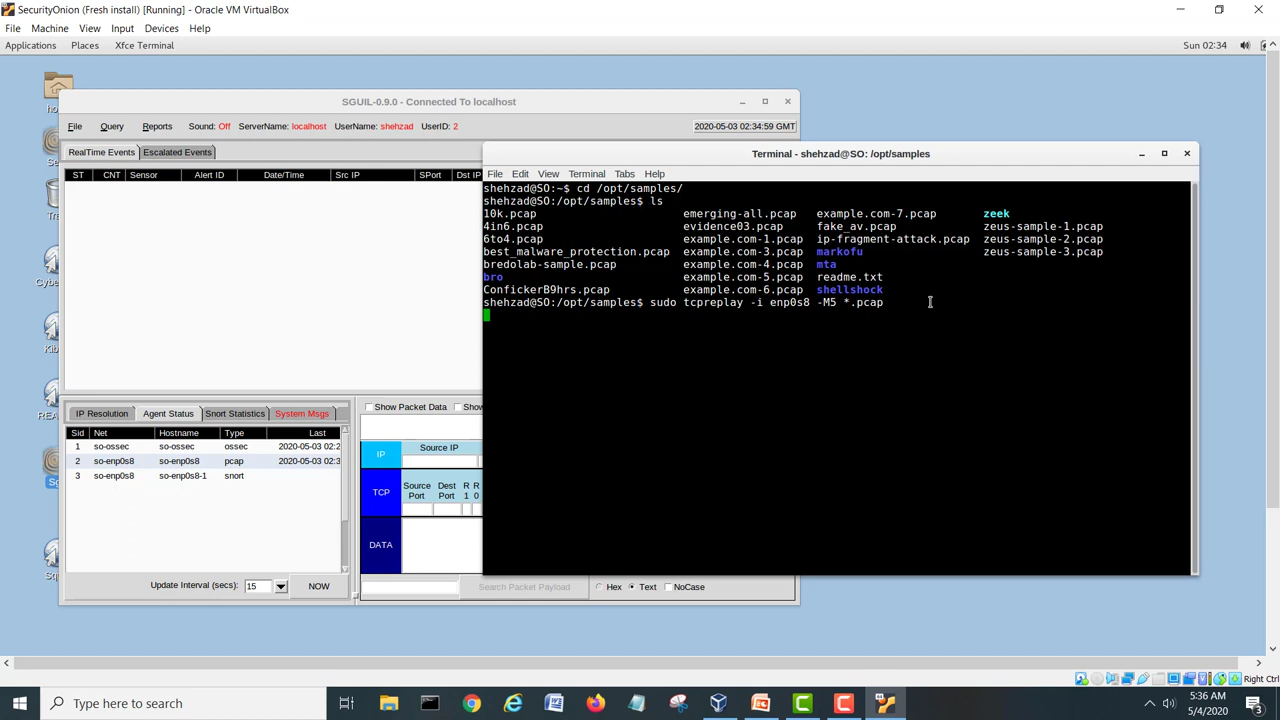 SecurityOnion (Fresh install) [Running] - Oracle VM VirtualBox
File Machine View Input Devices Help
Applications Places Xfce Terminal Sun 02:34
SGUIL-0.9.0 - Connected To localhost
File Query Reports Sound: Off ServerName: localhost UserName: shehzad UserID: 2 2020-05-03 02:34:59 GMT
RealTime Events Escalated Events
ST CNT Sensor Alert ID Date/Time Src IP SPort Dst IP
Terminal - shehzad@SO: /opt/samples
File Edit View Terminal Tabs Help
shehzad@SO:~$ cd /opt/samples/
shehzad@SO:/opt/samples$ ls
10k.pcap emerging-all.pcap example.com-7.pcap zeek
4in6.pcap evidence03.pcap fake_av.pcap zeus-sample-1.pcap
6to4.pcap example.com-1.pcap ip-fragment-attack.pcap zeus-sample-2.pcap
best_malware_protection.pcap example.com-3.pcap markofu zeus-sample-3.pcap
bredolab-sample.pcap example.com-4.pcap mta
bro example.com-5.pcap readme.txt
ConfickerB9hrs.pcap example.com-6.pcap shellshock
shehzad@SO:/opt/samples$ sudo tcpreplay -i enp0s8 -M5 *.pcap
IP Resolution Agent Status Snort Statistics System Msgs
Sid Net Hostname Type Last
1 so-ossec so-ossec ossec 2020-05-03 02:2
2 so-enp0s8 so-enp0s8 pcap 2020-05-03 02:3
3 so-enp0s8 so-enp0s8-1 snort
Update Interval (secs): 15 NOW
Show Packet Data Show
IP Source IP
TCP Source Port Dest Port R 1 R 0
DATA
Search Packet Payload Hex Text NoCase
Right Ctrl
Type here to search
5:36 AM
5/4/2020
3